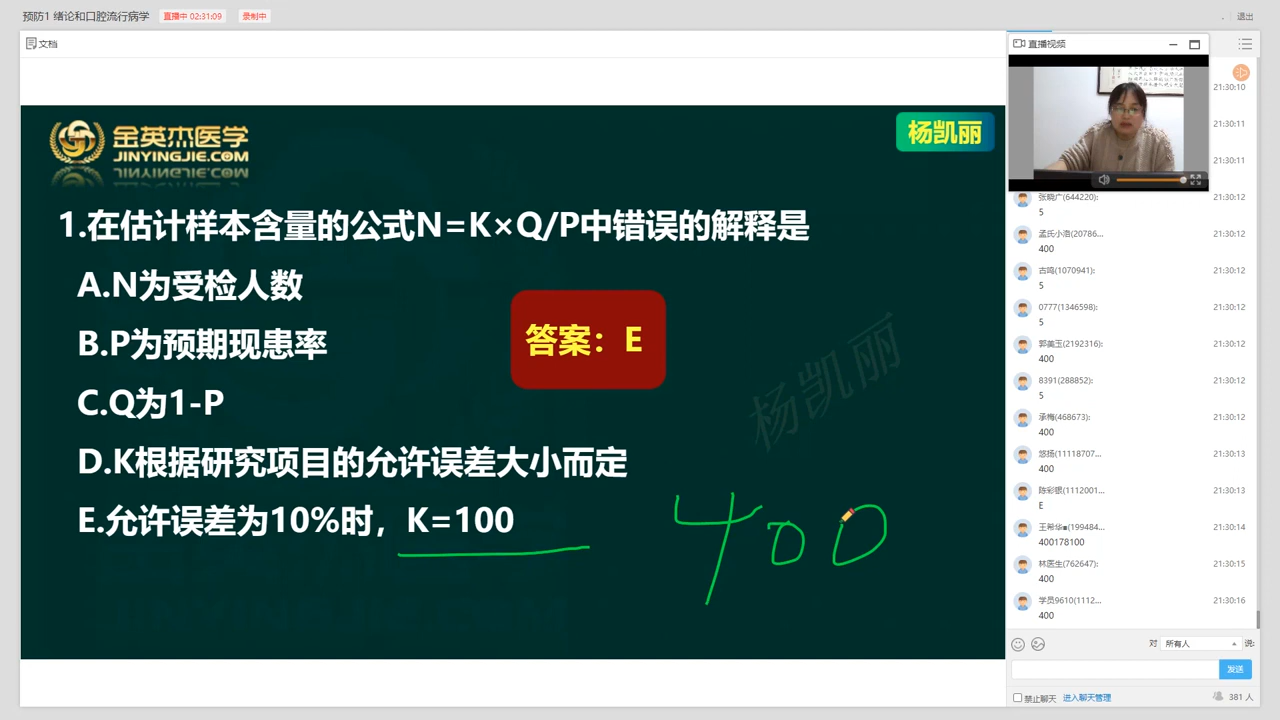 预防1 绪论和口腔流行病学
直播中 02:31:09
录制中
退出
文档
直播视频
金英杰医学
JINYINGJIE.COM
杨凯丽
1.在估计样本含量的公式N=K×Q/P中错误的解释是
A.N为受检人数
B.P为预期现患率
C.Q为1-P
D.K根据研究项目的允许误差大小而定
E.允许误差为10%时，K=100
答案：E
杨凯丽
400
21:30:10
21:30:11
21:30:11
张晓广(644220):
21:30:12
5
孟氏小洛(20786...
21:30:12
400
古鸣(1070941):
21:30:12
5
0777(1346598):
21:30:12
5
郭美玉(2192316):
21:30:12
400
8391(288852):
21:30:12
5
承梅(468673):
21:30:12
400
悠扬(11118707...
21:30:13
400
陈彩银(1112001...
21:30:13
E
王希华■(199484...
21:30:14
400178100
林医生(762647):
21:30:15
400
学员9610(1112...
21:30:16
400
对 所有人 说:
发送
禁止聊天 进入聊天管理
381 人